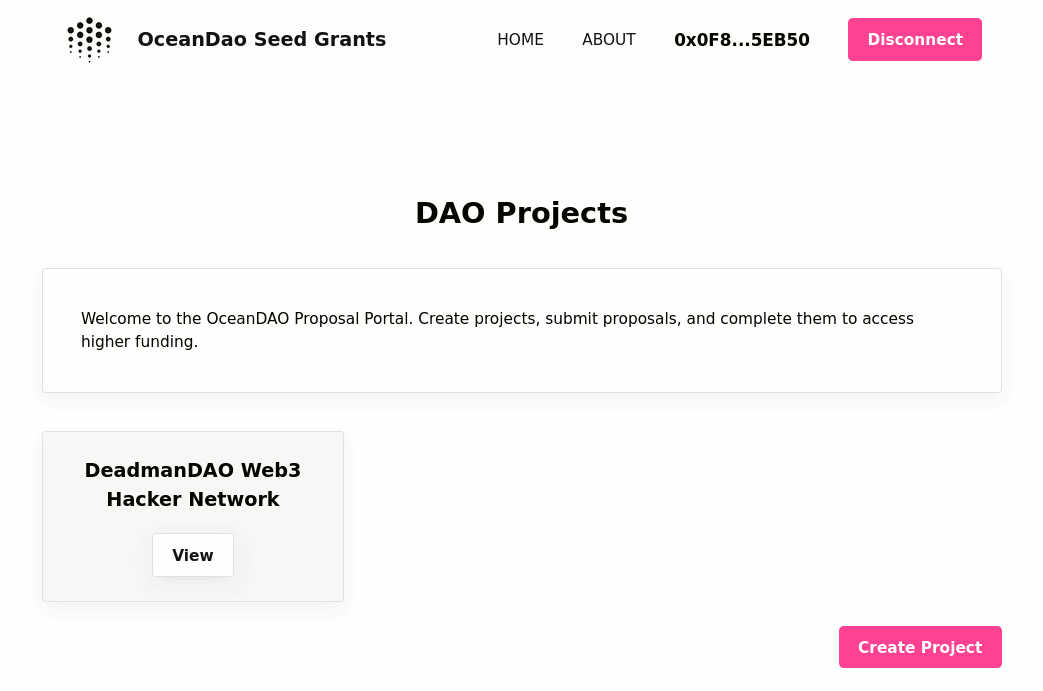 OceanDao Seed Grants
HOME
ABOUT
0x0F8...5EB50
Disconnect
DAO Projects
Welcome to the OceanDAO Proposal Portal. Create projects, submit proposals, and complete them to access
higher funding.
DeadmanDAO Web3
Hacker Network
View
Create Project